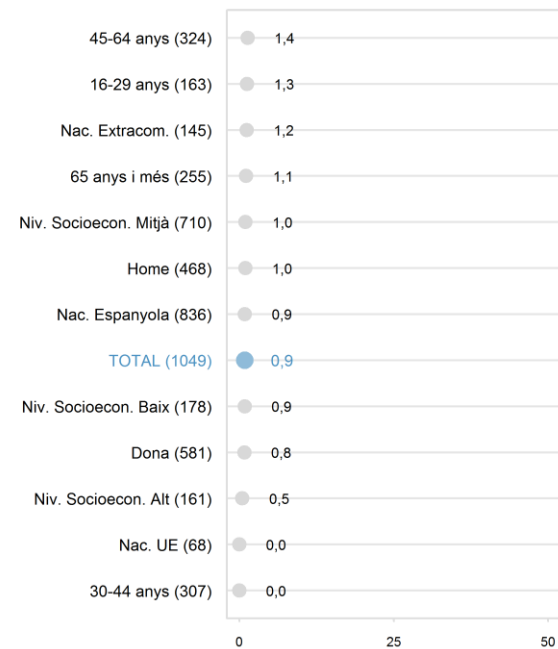 45-64 anys (324) 1,4
16-29 anys (163) 1,3
Nac. Extracom. (145) 1,2
65 anys i més (255) 1,1
Niv. Socioecon. Mitjà (710) 1,0
Home (468) 1,0
Nac. Espanyola (836) 0,9
TOTAL (1049) 0,9
Niv. Socioecon. Baix (178) 0,9
Dona (581) 0,8
Niv. Socioecon. Alt (161) 0,5
Nac. UE (68) 0,0
30-44 anys (307) 0,0
0 25 50